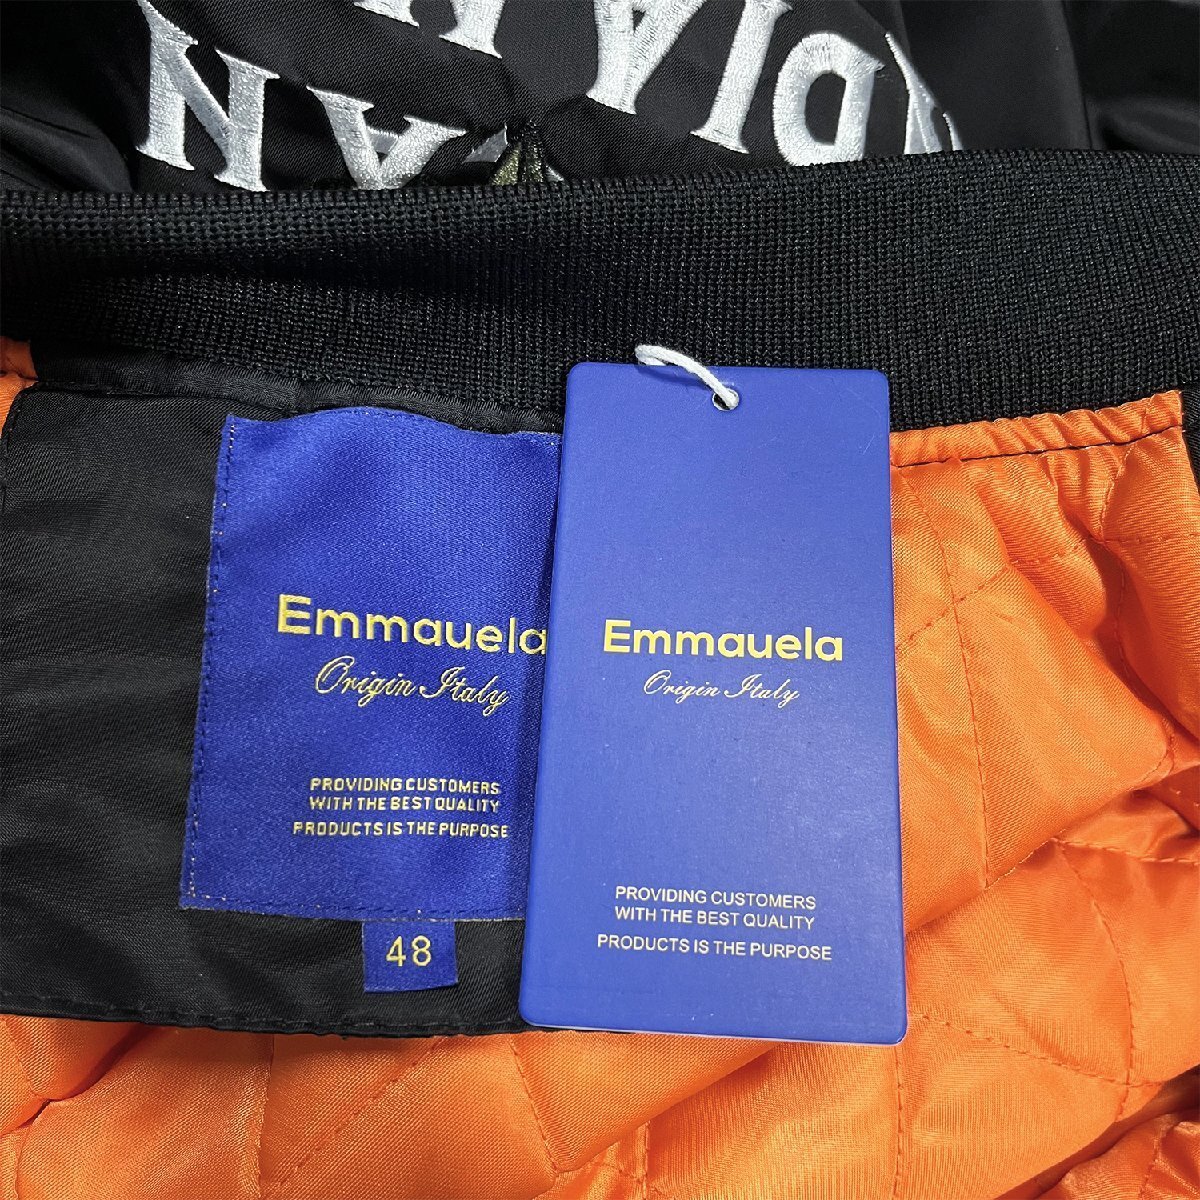 Emmauela
Origin Italy
PROVIDING CUSTOMERS
WITH THE BEST QUALITY
PRODUCTS IS THE PURPOSE
48
Emmauela
Origin Italy
PROVIDING CUSTOMERS
WITH THE BEST QUALITY
PRODUCTS IS THE PURPOSE